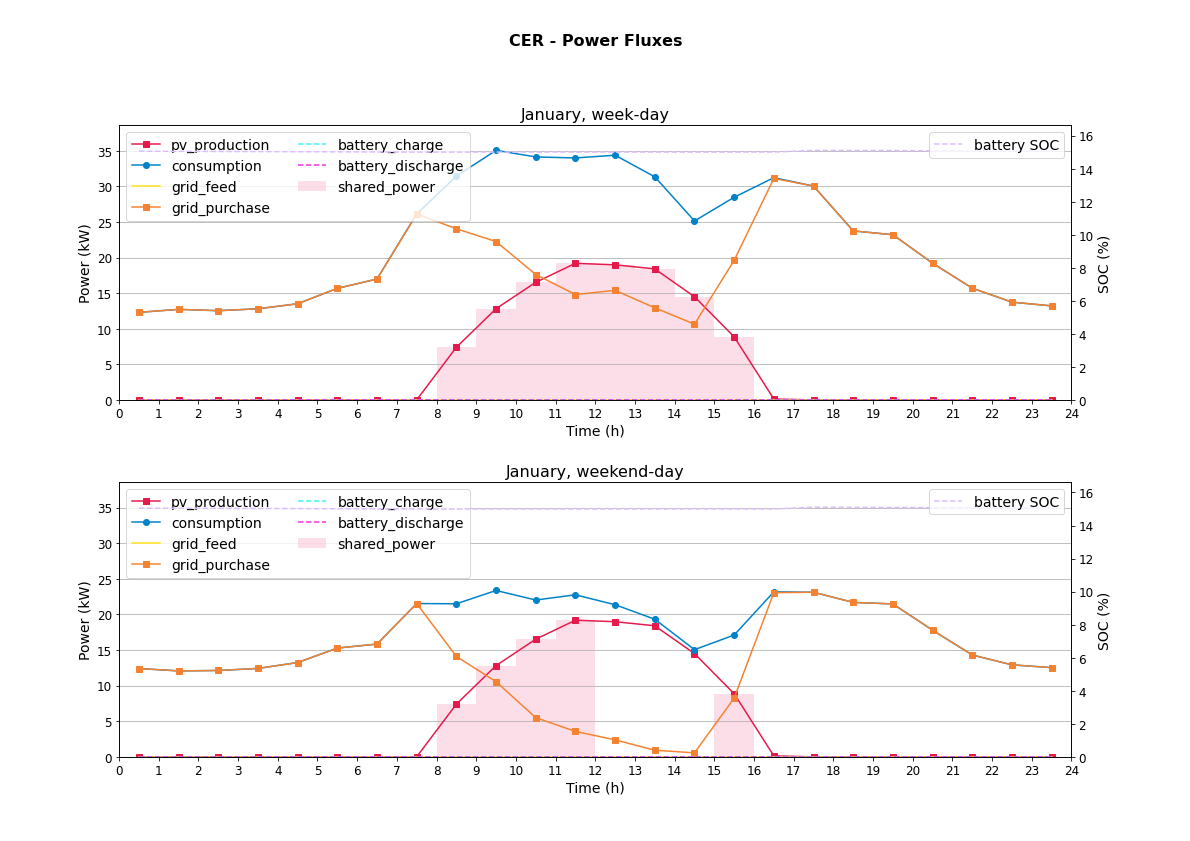 CER - Power Fluxes
January, week-day
pv_production
consumption
grid_feed
grid_purchase
battery_charge
battery_discharge
shared_power
battery SOC
Power (kW)
0
5
10
15
20
25
30
35
SOC (%)
0
2
4
6
8
10
12
14
16
0 1 2 3 4 5 6 7 8 9 10 11 12 13 14 15 16 17 18 19 20 21 22 23 24
Time (h)
January, weekend-day
pv_production
consumption
grid_feed
grid_purchase
battery_charge
battery_discharge
shared_power
battery SOC
Power (kW)
0
5
10
15
20
25
30
35
SOC (%)
0
2
4
6
8
10
12
14
16
0 1 2 3 4 5 6 7 8 9 10 11 12 13 14 15 16 17 18 19 20 21 22 23 24
Time (h)